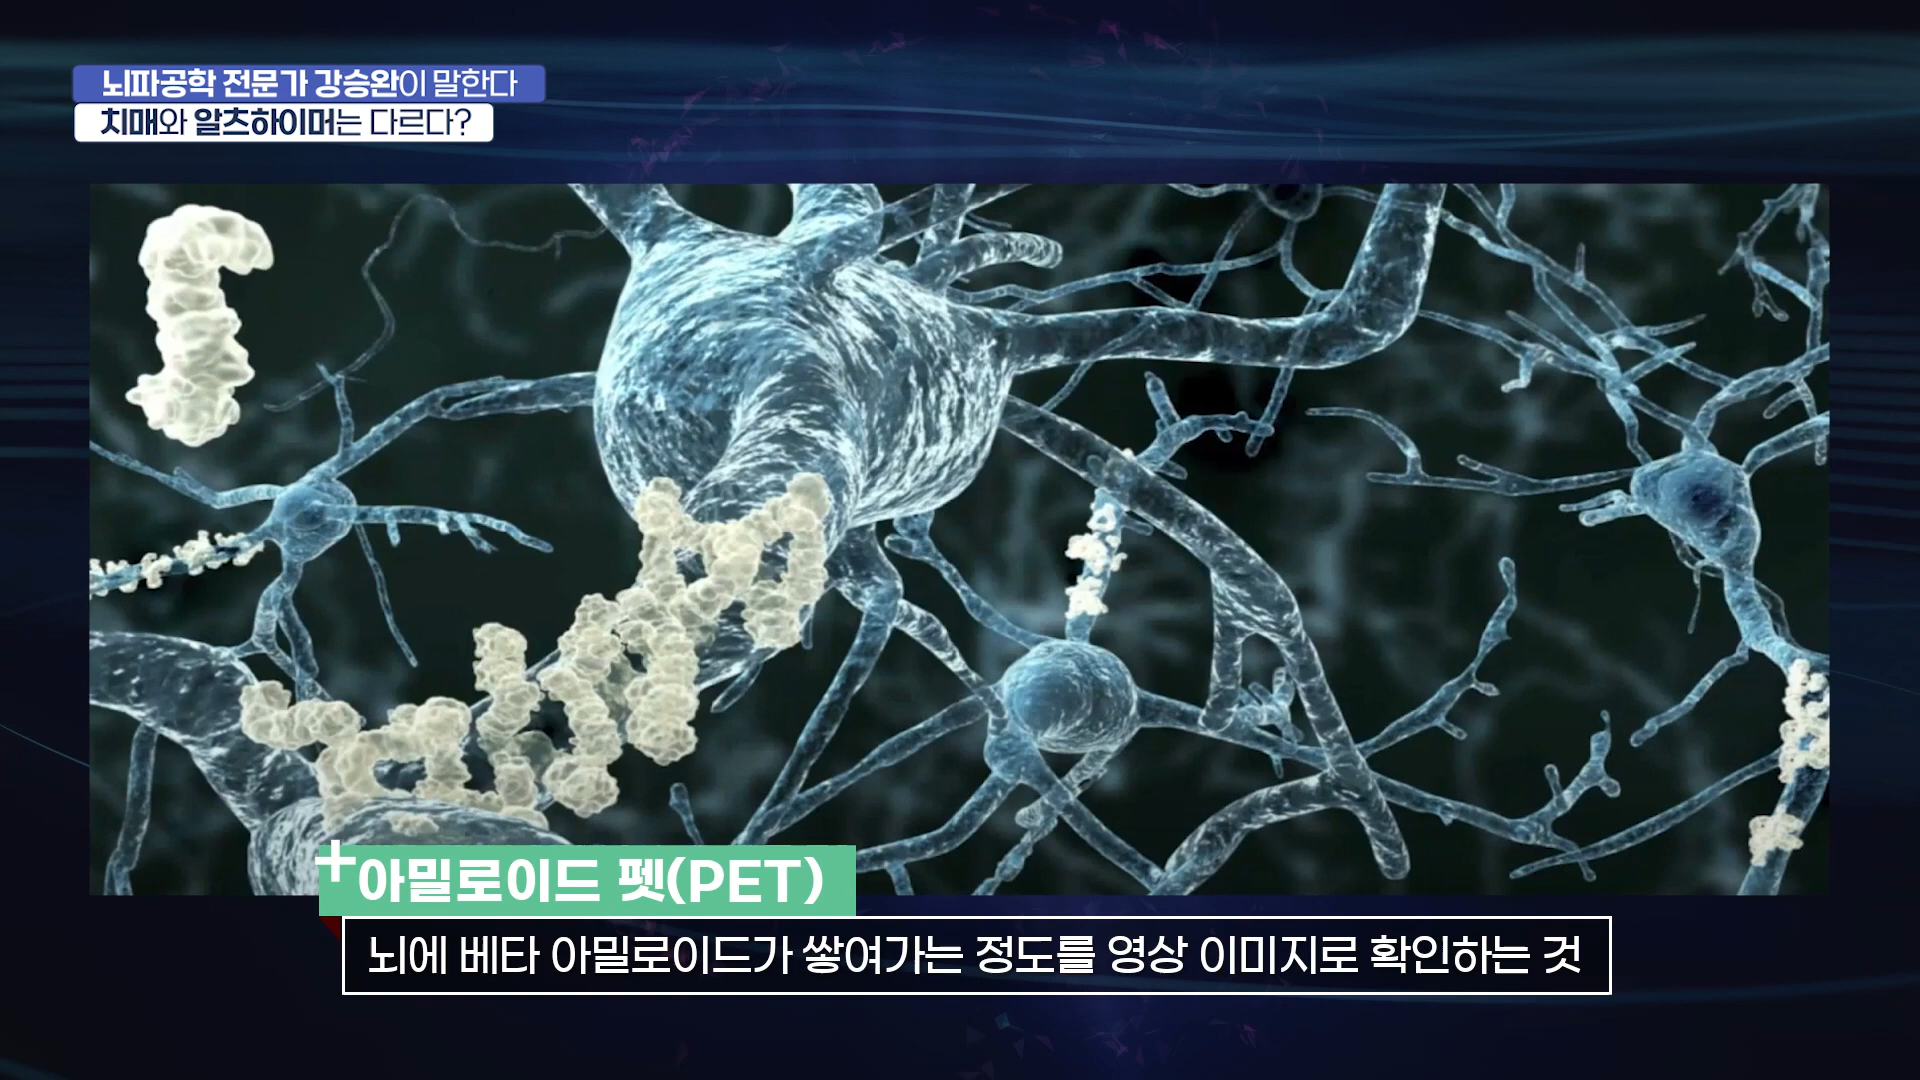 뇌파공학 전문가 강승완이 말한다
치매와 알츠하이머는 다르다?
+아밀로이드 펫(PET)
뇌에 베타 아밀로이드가 쌓여가는 정도를 영상 이미지로 확인하는 것